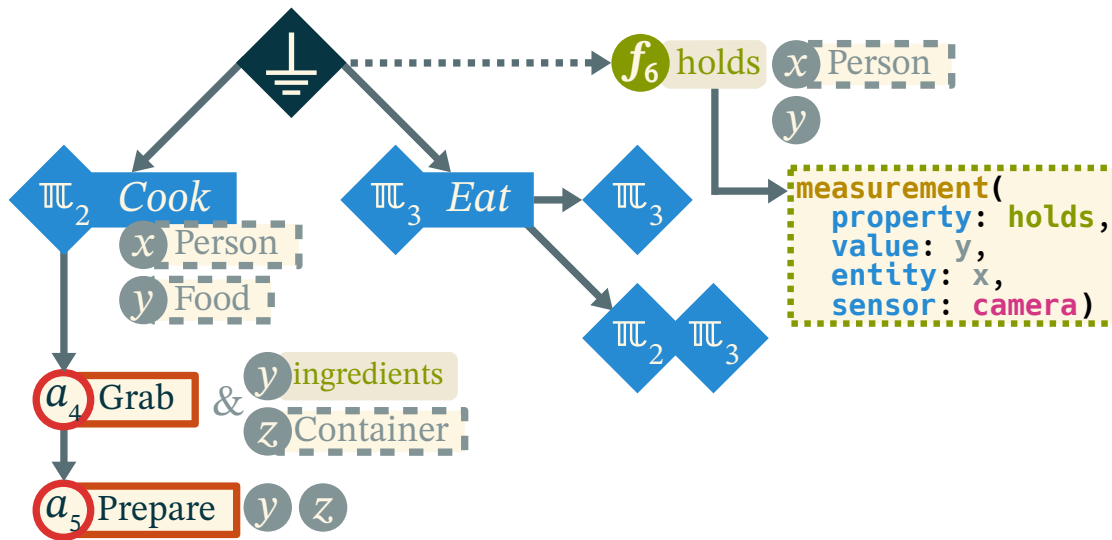 f₆ holds x Person
y
ℼ₂ Cook
x Person
y Food
ℼ₃ Eat
ℼ₃
measurement(
property: holds,
value: y,
entity: x,
sensor: camera)
ℼ₂ ℼ₃
a₄ Grab & y ingredients
z Container
a₅ Prepare y z